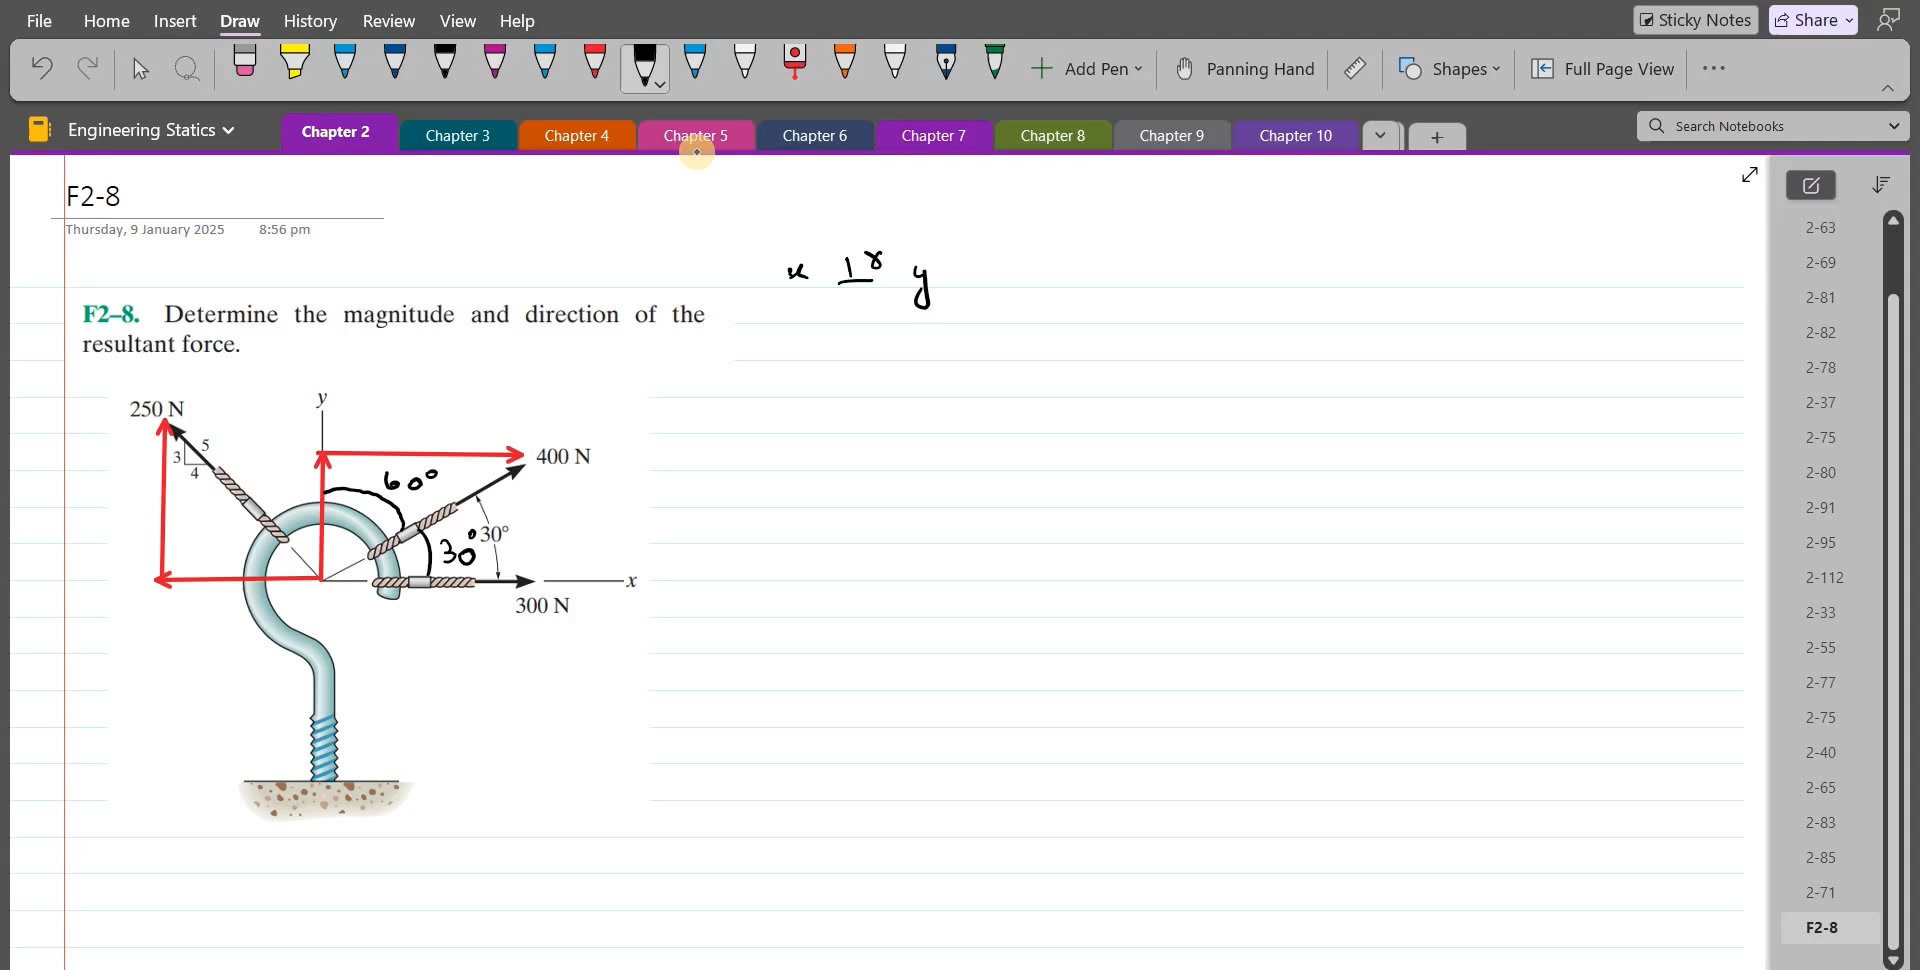 File Home Insert Draw History Review View Help
Sticky Notes Share
Add Pen Panning Hand Shapes Full Page View
Engineering Statics Chapter 2 Chapter 3 Chapter 4 Chapter 5 Chapter 6 Chapter 7 Chapter 8 Chapter 9 Chapter 10 + Search Notebooks
F2-8
Thursday, 9 January 2025 8:56 pm
x ⊥r y
F2–8. Determine the magnitude and direction of the
resultant force.
y
250 N
5
3
4
400 N
60°
30°
30°
x
300 N
2-63
2-69
2-81
2-82
2-78
2-37
2-75
2-80
2-91
2-95
2-112
2-33
2-55
2-77
2-75
2-40
2-65
2-83
2-85
2-71
F2-8